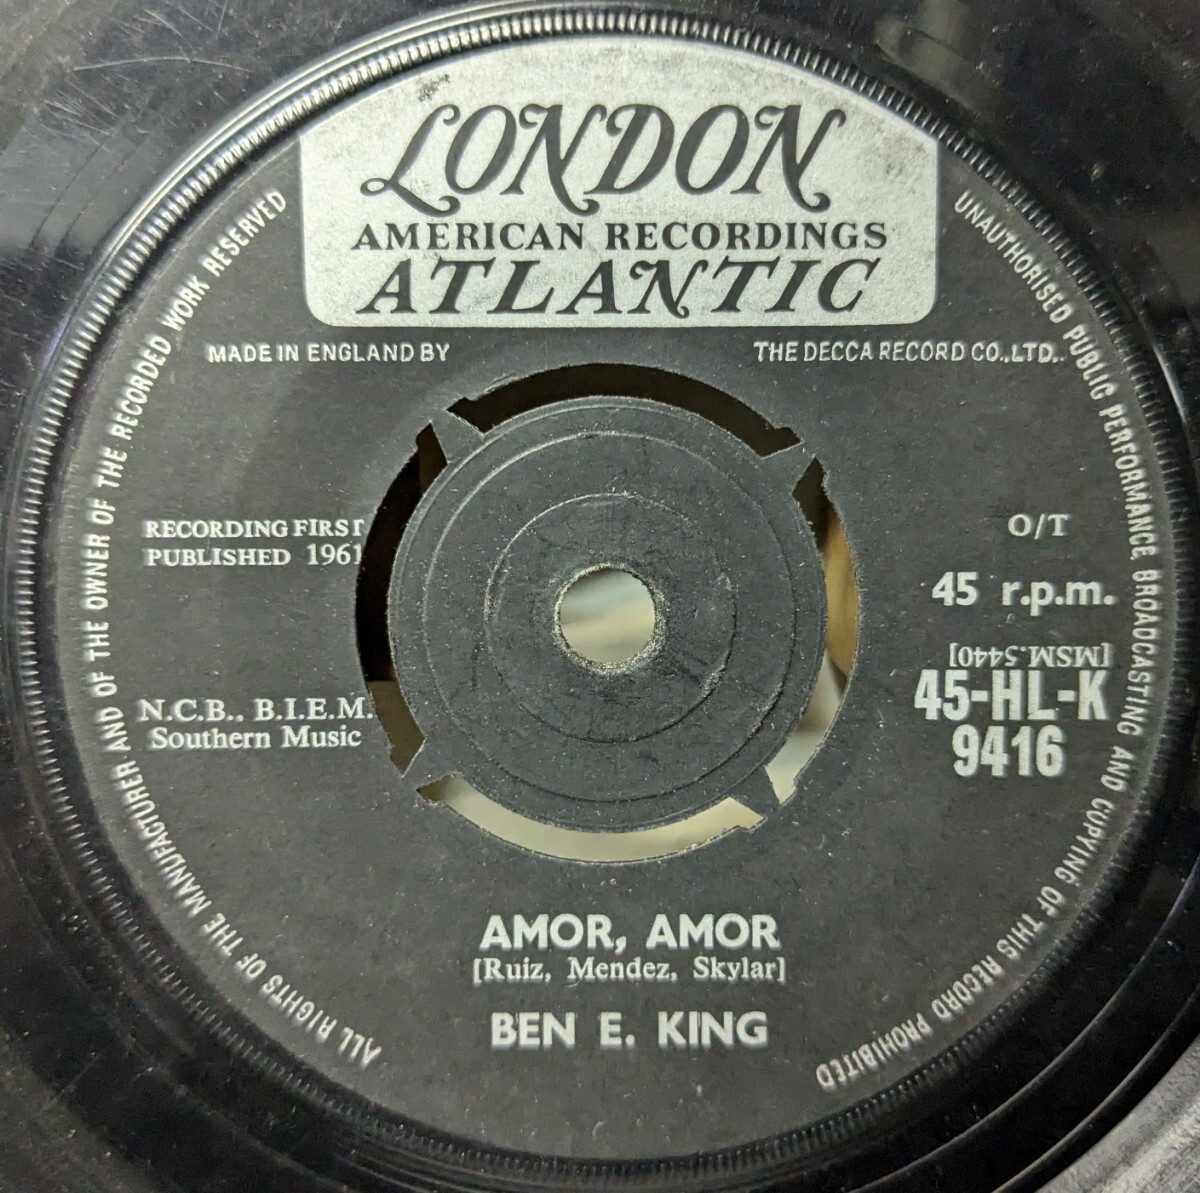 LONDON
AMERICAN RECORDINGS
ATLANTIC
MADE IN ENGLAND BY
THE DECCA RECORD CO., LTD..
RECORDING FIRST
PUBLISHED 1961
O/T
45 r.p.m.
[MSM.5440]
45-HL-K
9416
N.C.B., B.I.E.M.
Southern Music
AMOR, AMOR
[Ruiz, Mendez, Skylar]
BEN E. KING
ALL RIGHTS OF THE MANUFACTURER AND OF THE OWNER OF THE RECORDED WORK RESERVED
UNAUTHORISED PUBLIC PERFORMANCE BROADCASTING AND COPYING OF THIS RECORD PROHIBITED